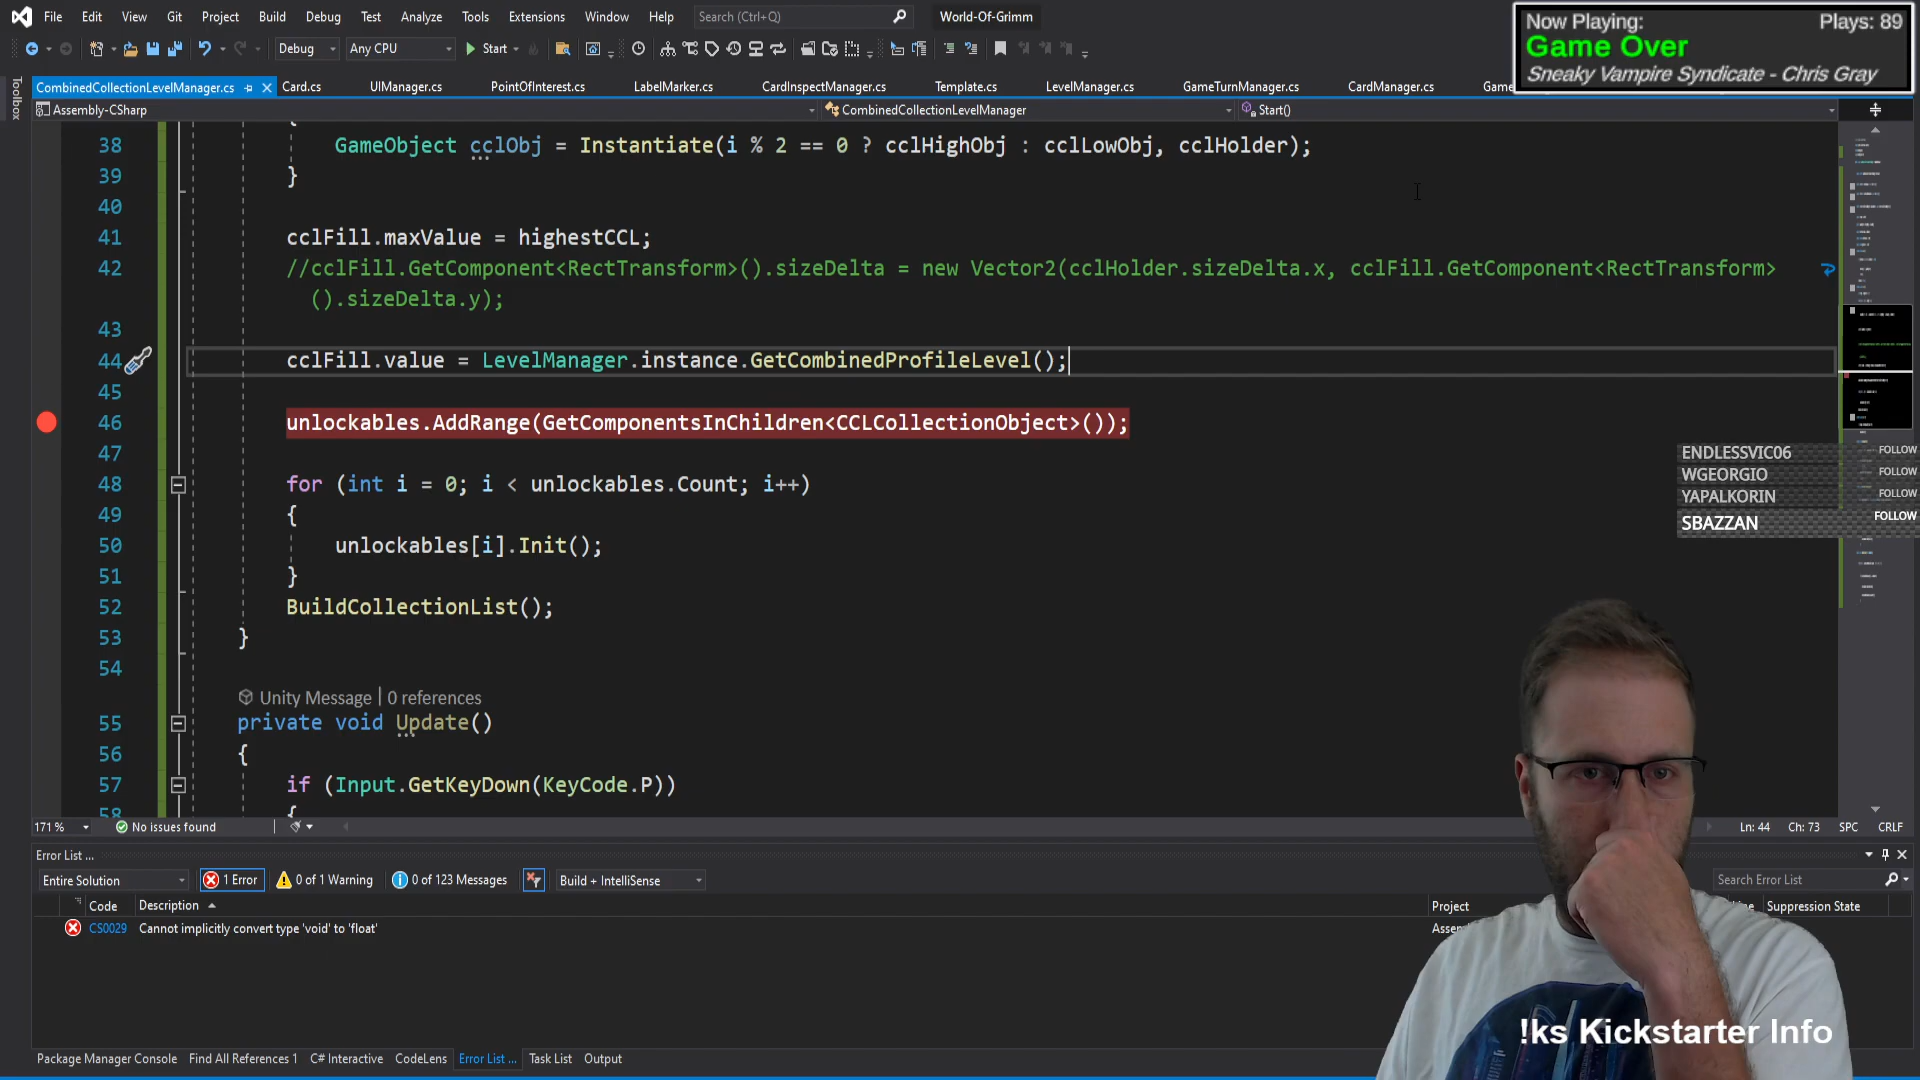 File Edit View Git Project Build Debug Test Analyze Tools Extensions Window Help Search (Ctrl+Q) World-Of-Grimm
Now Playing: Plays: 89
Game Over
Sneaky Vampire Syndicate - Chris Gray
Debug Any CPU Start
Toolbox
CombinedCollectionLevelManager.cs Card.cs UIManager.cs PointOfInterest.cs LabelMarker.cs CardInspectManager.cs Template.cs LevelManager.cs GameTurnManager.cs CardManager.cs
Assembly-CSharp CombinedCollectionLevelManager Start()
38 GameObject cclObj = Instantiate(i % 2 == 0 ? cclHighObj : cclLowObj, cclHolder);
39 }
40
41 cclFill.maxValue = highestCCL;
42 //cclFill.GetComponent<RectTransform>().sizeDelta = new Vector2(cclHolder.sizeDelta.x, cclFill.GetComponent<RectTransform>
().sizeDelta.y);
43
44 cclFill.value = LevelManager.instance.GetCombinedProfileLevel();
45
46 unlockables.AddRange(GetComponentsInChildren<CCLCollectionObject>());
47
48 for (int i = 0; i < unlockables.Count; i++)
49 {
50 unlockables[i].Init();
51 }
52 BuildCollectionList();
53 }
54
Unity Message | 0 references
55 private void Update()
56 {
57 if (Input.GetKeyDown(KeyCode.P))
58 {
ENDLESSVIC06 FOLLOW
WGEORGIO FOLLOW
YAPALKORIN FOLLOW
SBAZZAN FOLLOW
171 % No issues found Ln: 44 Ch: 73 SPC CRLF
Error List ...
Entire Solution 1 Error 0 of 1 Warning 0 of 123 Messages Build + IntelliSense Search Error List
Code Description Project Suppression State
CS0029 Cannot implicitly convert type 'void' to 'float'
!ks Kickstarter Info
Package Manager Console Find All References 1 C# Interactive CodeLens Error List ... Task List Output